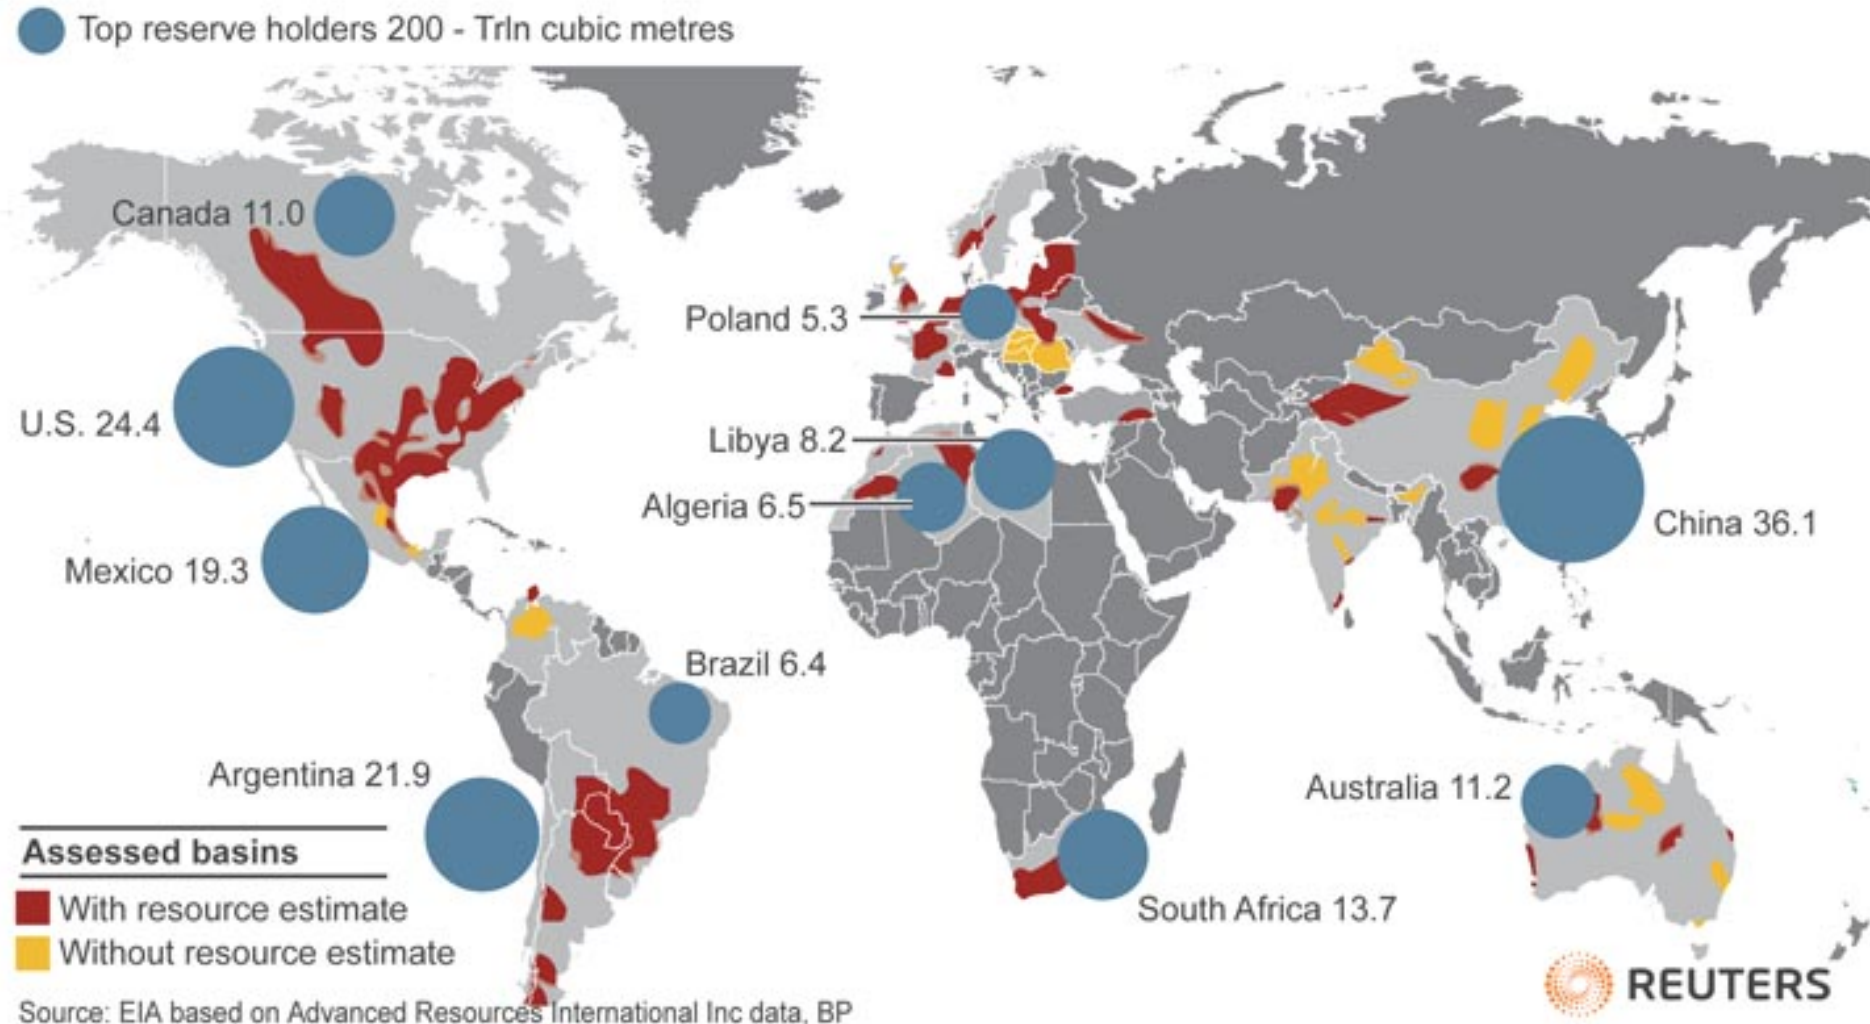 Top reserve holders 200 - Trln cubic metres
Canada 11.0
Poland 5.3
U.S. 24.4
Libya 8.2
Algeria 6.5
China 36.1
Mexico 19.3
Brazil 6.4
Argentina 21.9
Australia 11.2
South Africa 13.7
Assessed basins
With resource estimate
Without resource estimate
REUTERS
Source: EIA based on Advanced Resources International Inc data, BP